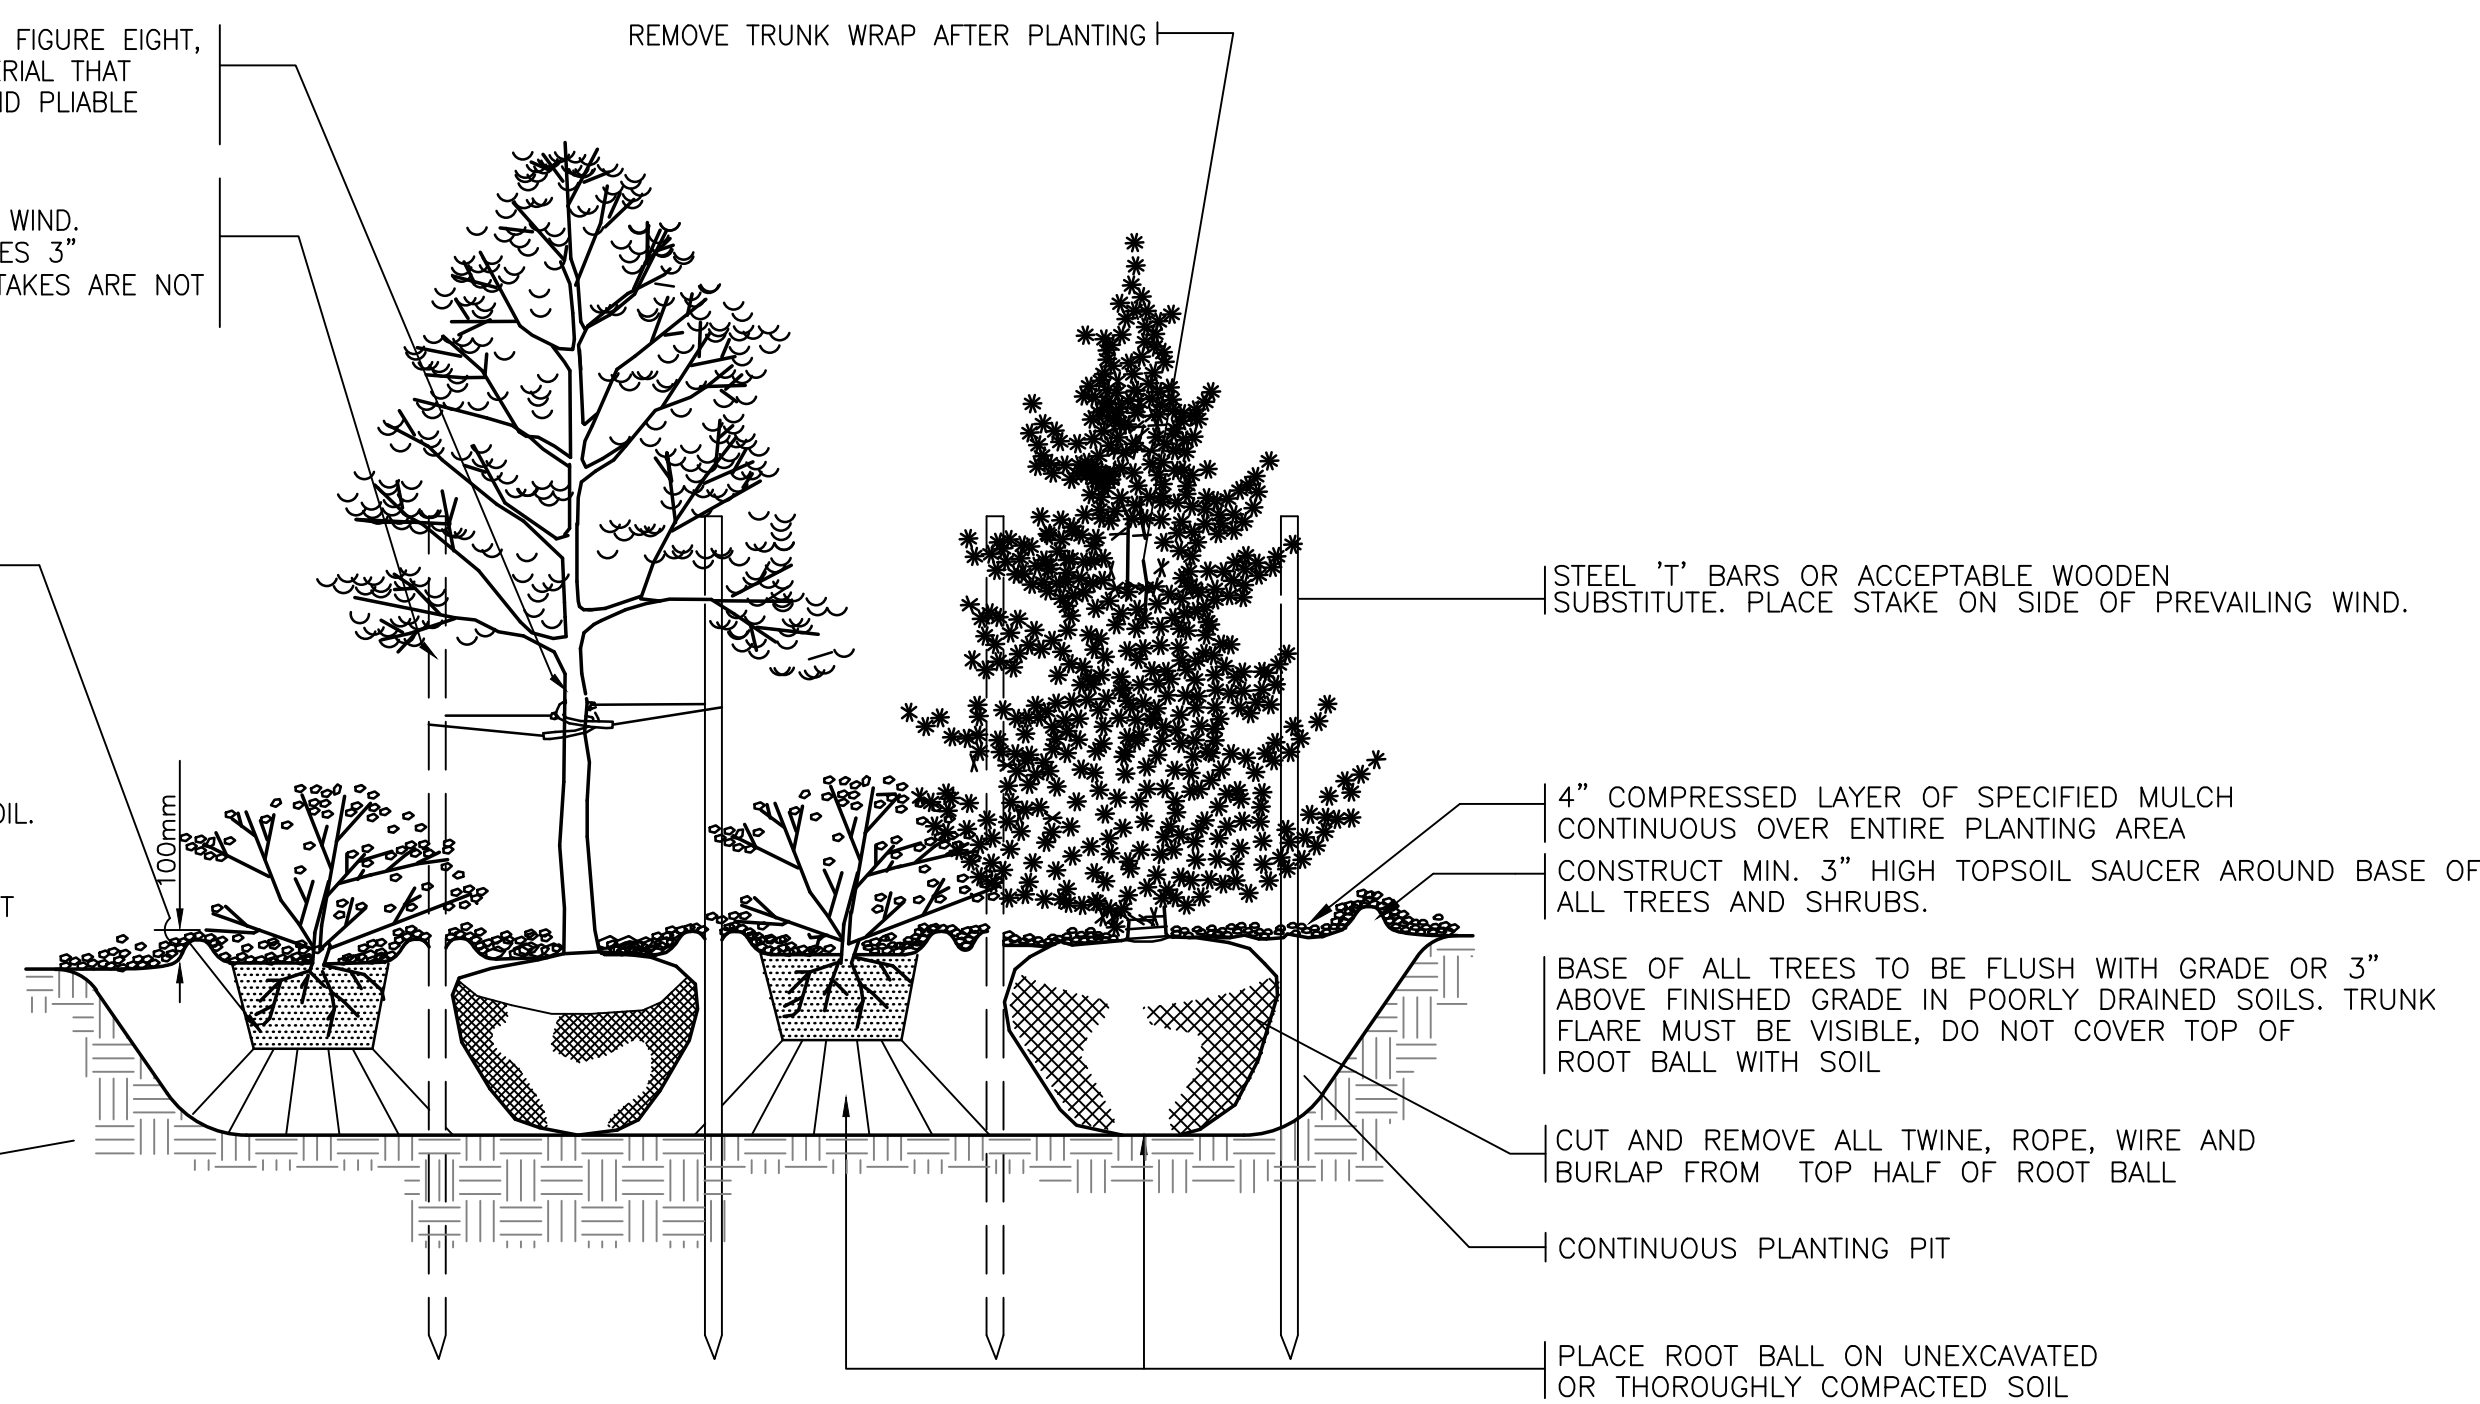 FIGURE EIGHT,
ERIAL THAT
ND PLIABLE
WIND.
ES 3”
TAKES ARE NOT
OIL.
T
100mm
REMOVE TRUNK WRAP AFTER PLANTING
STEEL 'T' BARS OR ACCEPTABLE WOODEN
SUBSTITUTE. PLACE STAKE ON SIDE OF PREVAILING WIND.
4” COMPRESSED LAYER OF SPECIFIED MULCH
CONTINUOUS OVER ENTIRE PLANTING AREA
CONSTRUCT MIN. 3” HIGH TOPSOIL SAUCER AROUND BASE OF
ALL TREES AND SHRUBS.
BASE OF ALL TREES TO BE FLUSH WITH GRADE OR 3”
ABOVE FINISHED GRADE IN POORLY DRAINED SOILS. TRUNK
FLARE MUST BE VISIBLE, DO NOT COVER TOP OF
ROOT BALL WITH SOIL
CUT AND REMOVE ALL TWINE, ROPE, WIRE AND
BURLAP FROM TOP HALF OF ROOT BALL
CONTINUOUS PLANTING PIT
PLACE ROOT BALL ON UNEXCAVATED
OR THOROUGHLY COMPACTED SOIL